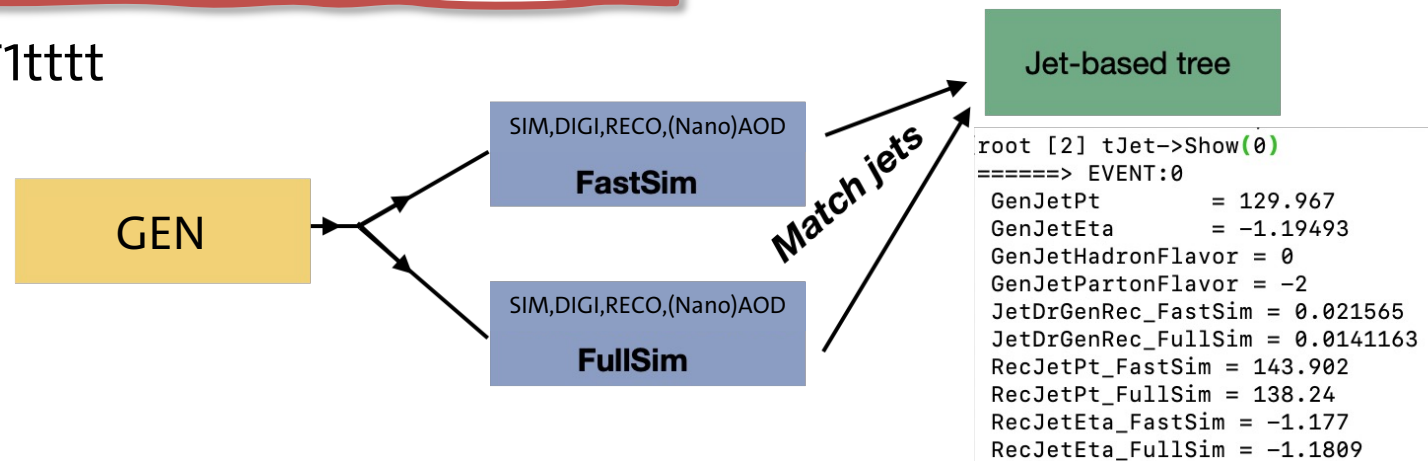 1tttt
GEN
SIM,DIGI,RECO,(Nano)AOD
FastSim
SIM,DIGI,RECO,(Nano)AOD
FullSim
Match jets
Jet-based tree
root [2] tJet->Show(0)
======> EVENT:0
GenJetPt = 129.967
GenJetEta = -1.19493
GenJetHadronFlavor = 0
GenJetPartonFlavor = -2
JetDrGenRec_FastSim = 0.021565
JetDrGenRec_FullSim = 0.0141163
RecJetPt_FastSim = 143.902
RecJetPt_FullSim = 138.24
RecJetEta_FastSim = -1.177
RecJetEta_FullSim = -1.1809